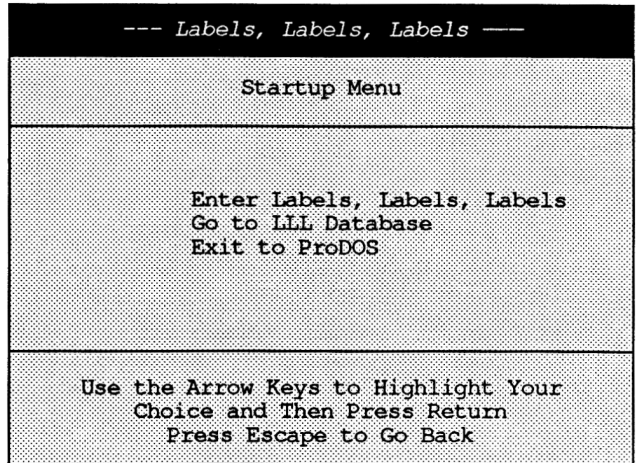 --- Labels, Labels, Labels ---
Startup Menu
Enter Labels, Labels, Labels
Go to LLL Database
Exit to ProDOS
Use the Arrow Keys to Highlight Your
Choice and Then Press Return
Press Escape to Go Back